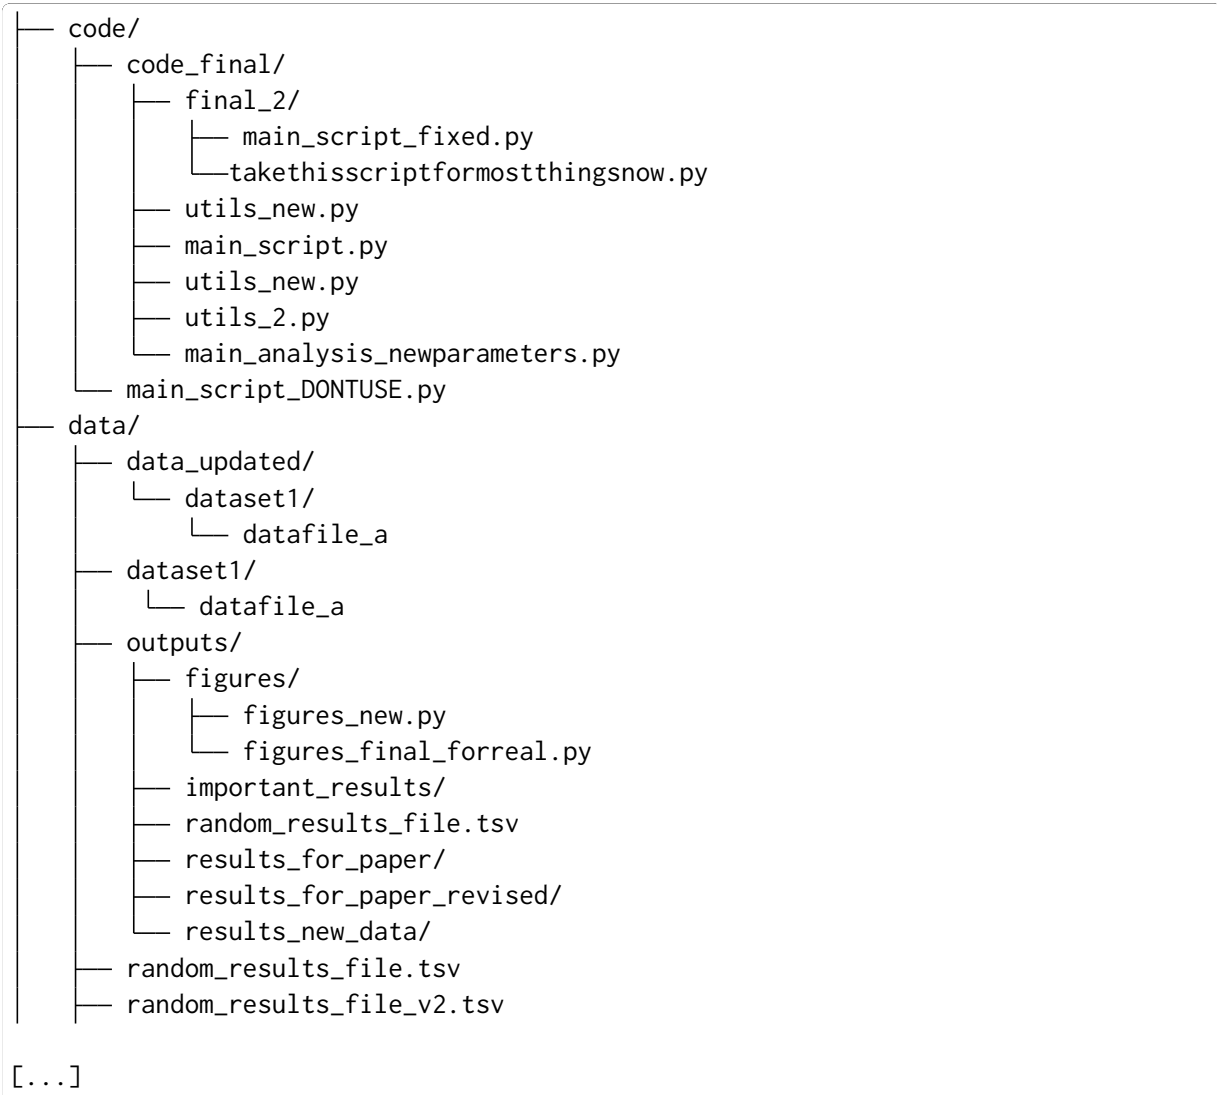 ├── code/
│   ├── code_final/
│   │   ├── final_2/
│   │   │   ├── main_script_fixed.py
│   │   │   └──takethisscriptformostthingsnow.py
│   │   ├── utils_new.py
│   │   ├── main_script.py
│   │   ├── utils_new.py
│   │   ├── utils_2.py
│   │   └── main_analysis_newparameters.py
│   └── main_script_DONTUSE.py
├── data/
│   ├── data_updated/
│   │   └── dataset1/
│   │       └── datafile_a
│   ├── dataset1/
│   │    └── datafile_a
│   ├── outputs/
│   │   ├── figures/
│   │   │   ├── figures_new.py
│   │   │   └── figures_final_forreal.py
│   │   ├── important_results/
│   │   ├── random_results_file.tsv
│   │   ├── results_for_paper/
│   │   ├── results_for_paper_revised/
│   │   └── results_new_data/
│   ├── random_results_file.tsv
│   ├── random_results_file_v2.tsv
[...]